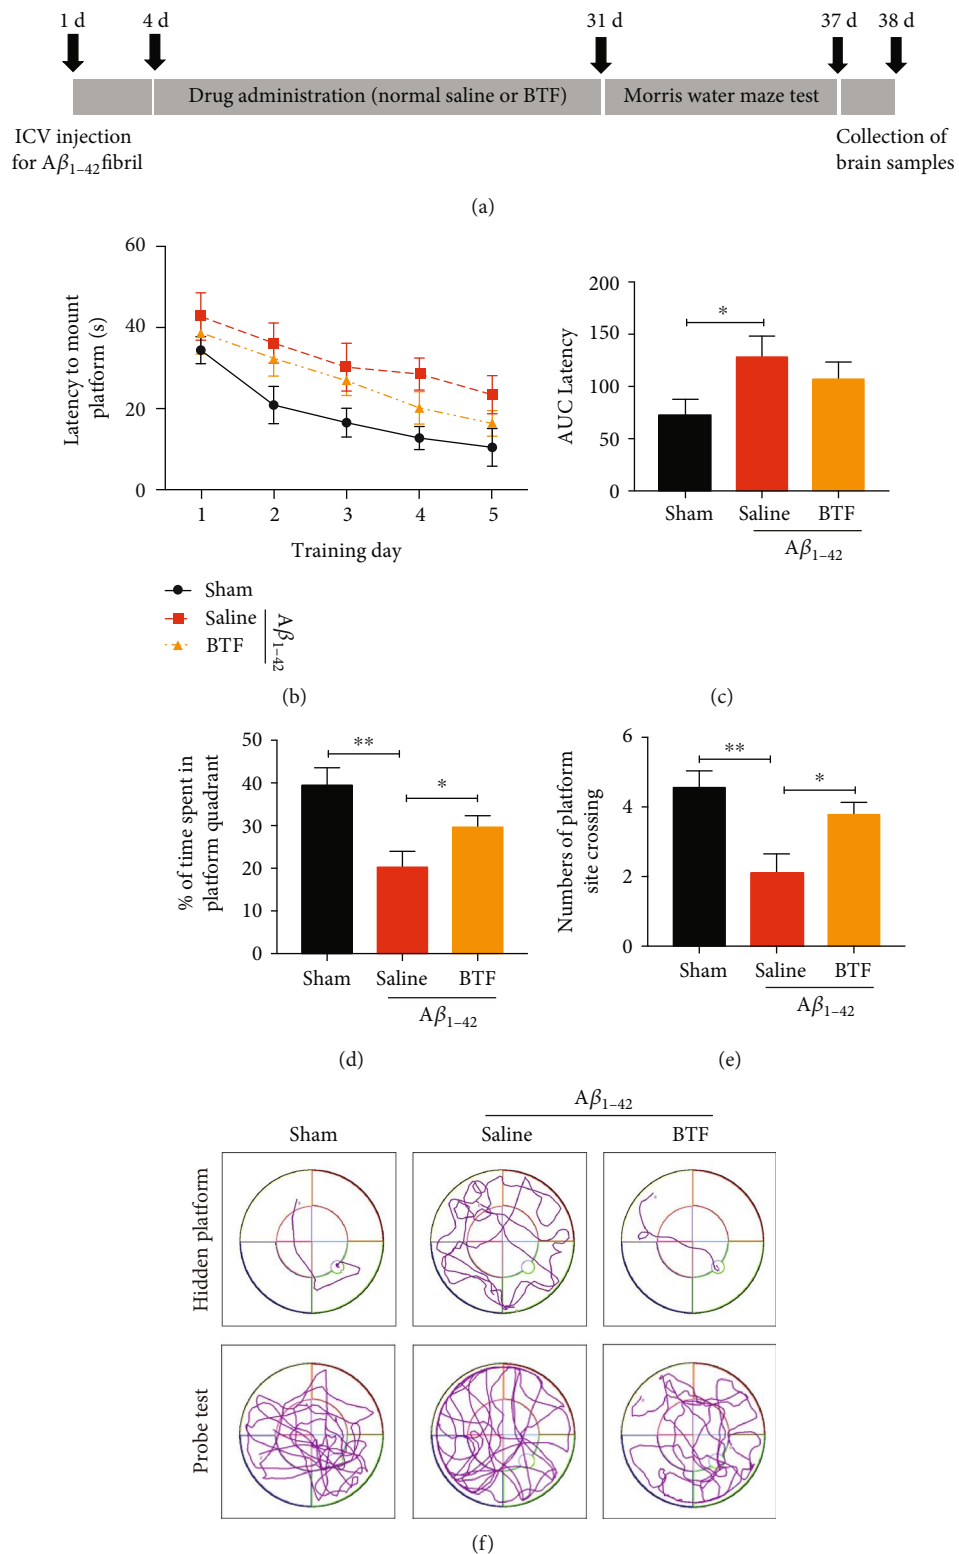 1 d 4 d 31 d 37 d 38 d
Drug administration (normal saline or BTF) Morris water maze test
ICV injection
for Aβ1–42 fibril
Collection of
brain samples
(a)
Latency to mount
platform (s)
60
40
20
0
1 2 3 4 5
Training day
Sham
Saline
BTF
Aβ1–42
(b)
AUC Latency
200
150
100
50
0
*
Sham Saline BTF
Aβ1–42
(c)
% of time spent in
platform quadrant
50
40
30
20
10
0
**
*
Sham Saline BTF
Aβ1–42
(d)
Numbers of platform
site crossing
6
4
2
0
**
*
Sham Saline BTF
Aβ1–42
(e)
Aβ1–42
Sham Saline BTF
Hidden platform
Probe test
(f)